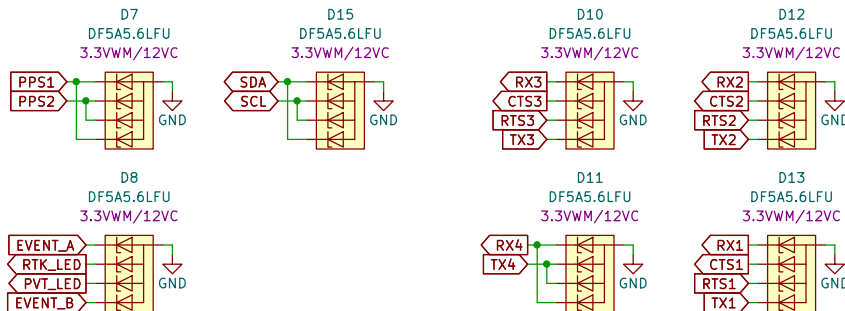 D7
DF5A5.6LFU
3.3VWM/12VC
PPS1
PPS2
GND
D15
DF5A5.6LFU
3.3VWM/12VC
SDA
SCL
GND
D10
DF5A5.6LFU
3.3VWM/12VC
RX3
CTS3
RTS3
TX3
GND
D12
DF5A5.6LFU
3.3VWM/12VC
RX2
CTS2
RTS2
TX2
GND
D8
DF5A5.6LFU
3.3VWM/12VC
EVENT_A
RTK_LED
PVT_LED
EVENT_B
GND
D11
DF5A5.6LFU
3.3VWM/12VC
RX4
TX4
GND
D13
DF5A5.6LFU
3.3VWM/12VC
RX1
CTS1
RTS1
TX1
GND